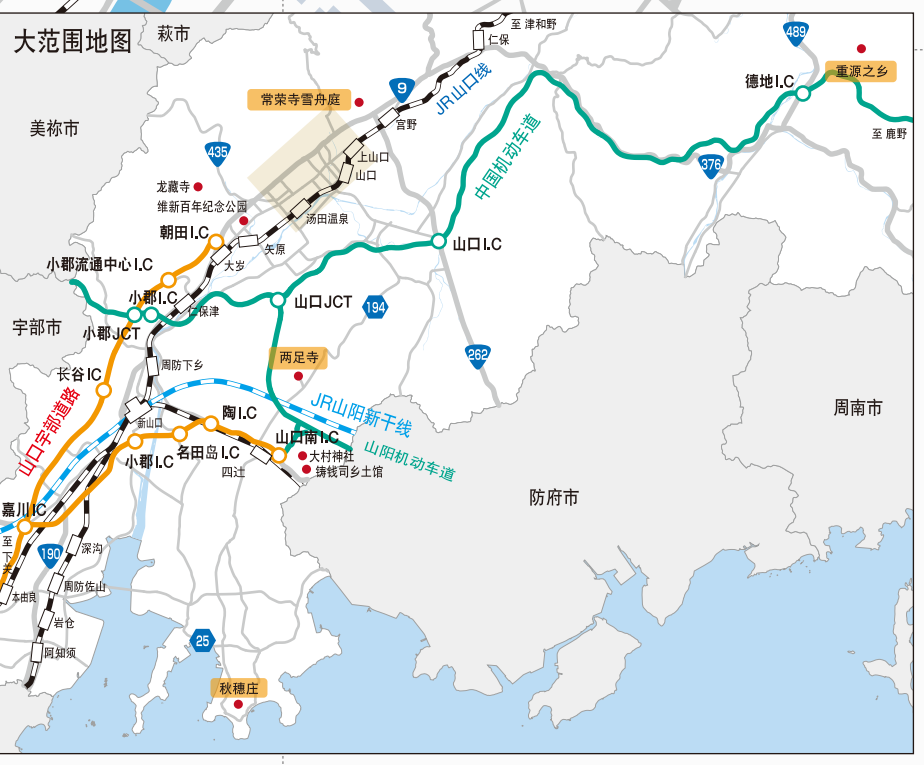 大范围地图
萩市
至 津和野
仁保
489
重源之乡
德地I.C
美祢市
9
JR山口线
常荣寺雪舟庭
宫野
中国机动车道
至 鹿野
435
上山口
山口
376
龙藏寺
维新百年纪念公园
汤田温泉
朝田I.C
矢原
山口I.C
大岁
小郡流通中心I.C
小郡I.C
仁保津
山口JCT
194
宇部市
小郡JCT
周防下乡
两足寺
262
长谷IC
新山口
陶I.C
JR山阳新干线
周南市
山口宇部道路
小郡I.C
名田岛I.C
山口南I.C
大村神社
山阳机动车道
四辻
铸钱司乡土馆
防府市
嘉川IC
至下关
190
深沟
周防佐山
本由良
岩仓
25
阿知须
秋穗庄